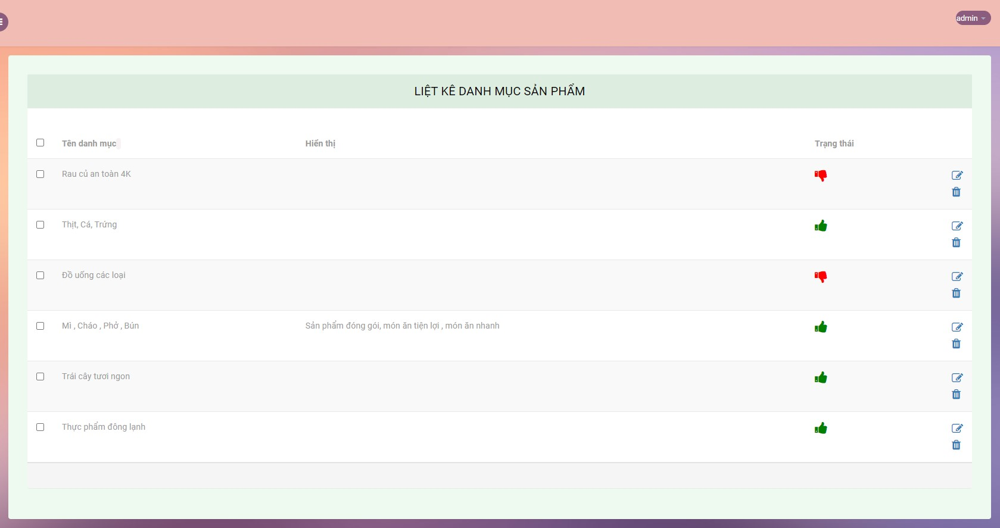 admin
LIỆT KÊ DANH MỤC SẢN PHẨM
Tên danh mục Hiển thị Trạng thái
Rau củ an toàn 4K
Thịt, Cá, Trứng
Đồ uống các loại
Mì , Cháo , Phở , Bún Sản phẩm đóng gói, món ăn tiện lợi , món ăn nhanh
Trái cây tươi ngon
Thực phẩm đông lạnh